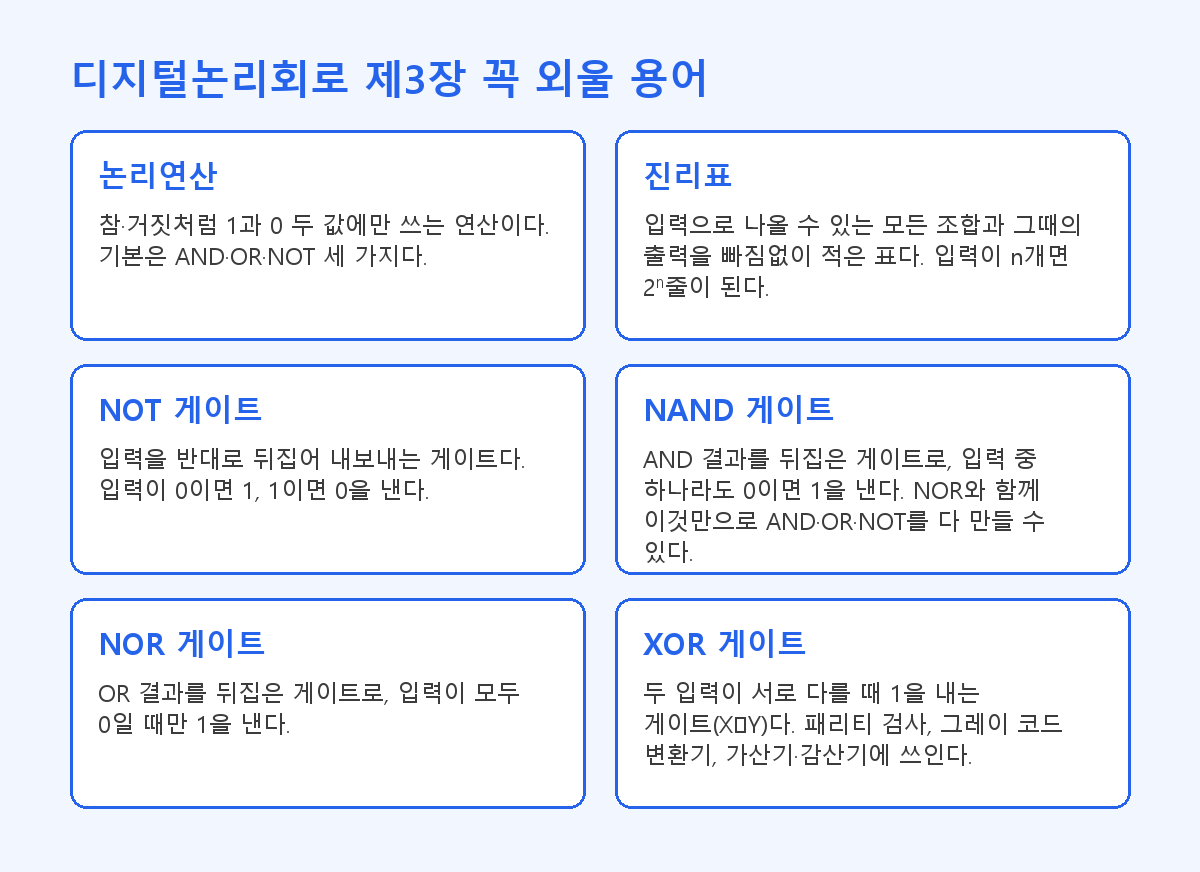 디지털논리회로 제3장 꼭 외울 용어
논리연산
참·거짓처럼 1과 0 두 값에만 쓰는 연산이다.
기본은 AND·OR·NOT 세 가지다.
진리표
입력으로 나올 수 있는 모든 조합과 그때의
출력을 빠짐없이 적은 표다. 입력이 n개면
2ⁿ줄이 된다.
NOT 게이트
입력을 반대로 뒤집어 내보내는 게이트다.
입력이 0이면 1, 1이면 0을 낸다.
NAND 게이트
AND 결과를 뒤집은 게이트로, 입력 중
하나라도 0이면 1을 낸다. NOR와 함께
이것만으로 AND·OR·NOT를 다 만들 수
있다.
NOR 게이트
OR 결과를 뒤집은 게이트로, 입력이 모두
0일 때만 1을 낸다.
XOR 게이트
두 입력이 서로 다를 때 1을 내는
게이트(X▯Y)다. 패리티 검사, 그레이 코드
변환기, 가산기·감산기에 쓰인다.